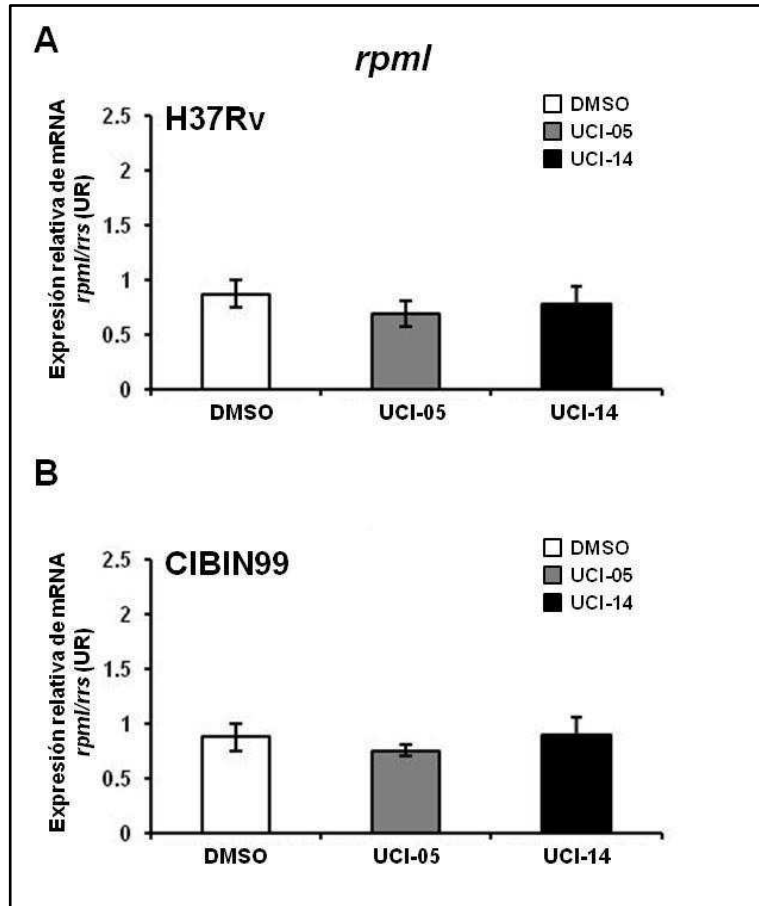 A
rpml
H37Rv
DMSO
UCI-05
UCI-14
Expresión relativa de mRNA
rpml/rrs (UR)
2.5
2
1.5
1
0.5
0
DMSO UCI-05 UCI-14
B
CIBIN99
DMSO
UCI-05
UCI-14
Expresión relativa de mRNA
rpml/rrs (UR)
2.5
2
1.5
1
0.5
0
DMSO UCI-05 UCI-14